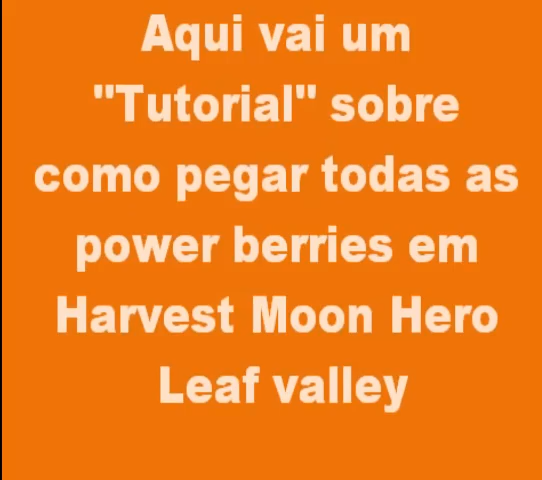 Aqui vai um
"Tutorial" sobre
como pegar todas as
power berries em
Harvest Moon Hero
Leaf valley